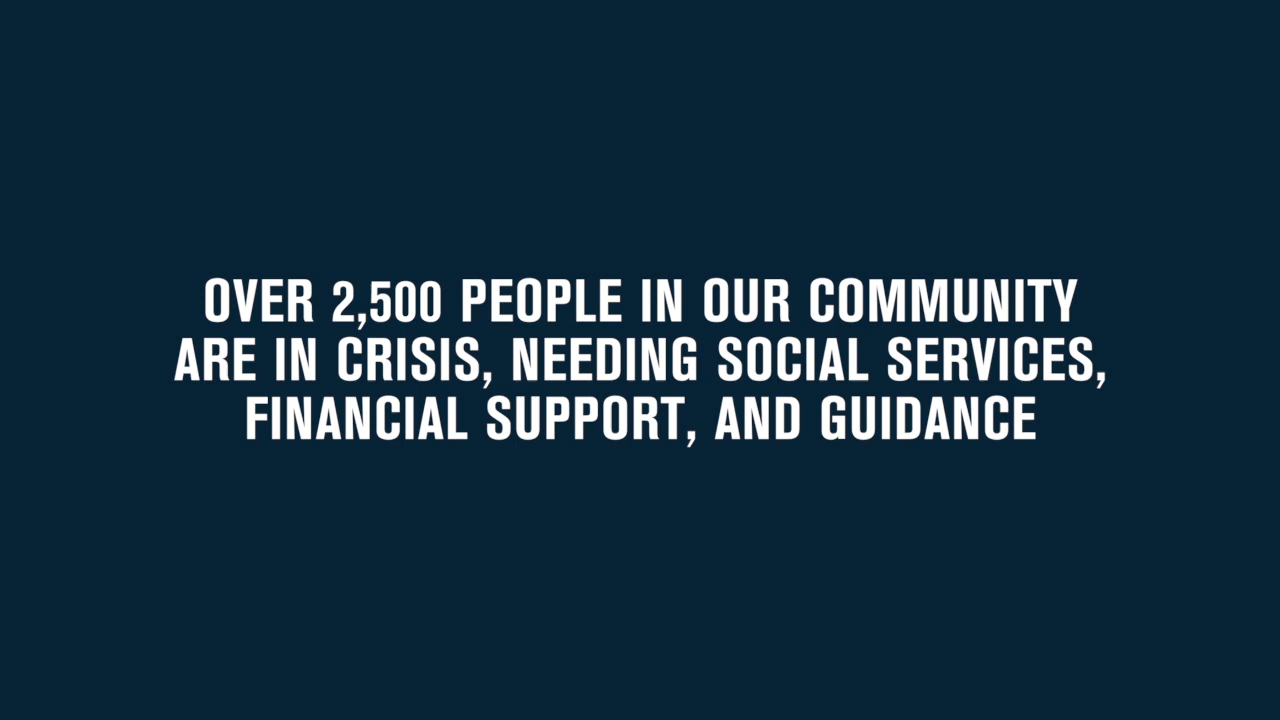 OVER 2,500 PEOPLE IN OUR COMMUNITY
ARE IN CRISIS, NEEDING SOCIAL SERVICES,
FINANCIAL SUPPORT, AND GUIDANCE